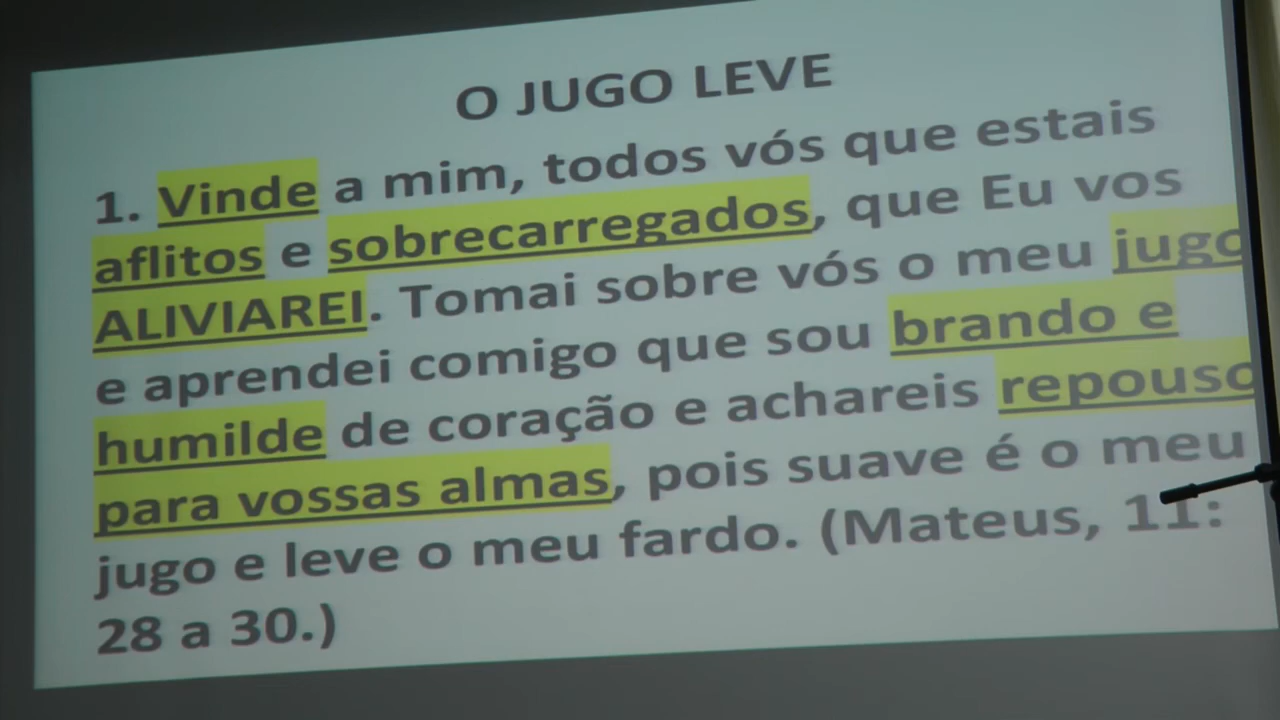 O JUGO LEVE
1. Vinde a mim, todos vós que estais
aflitos e sobrecarregados, que Eu vos
ALIVIAREI. Tomai sobre vós o meu jugo
e aprendei comigo que sou brando e
humilde de coração e achareis repouso
para vossas almas, pois suave é o meu
jugo e leve o meu fardo. (Mateus, 11:
28 a 30.)